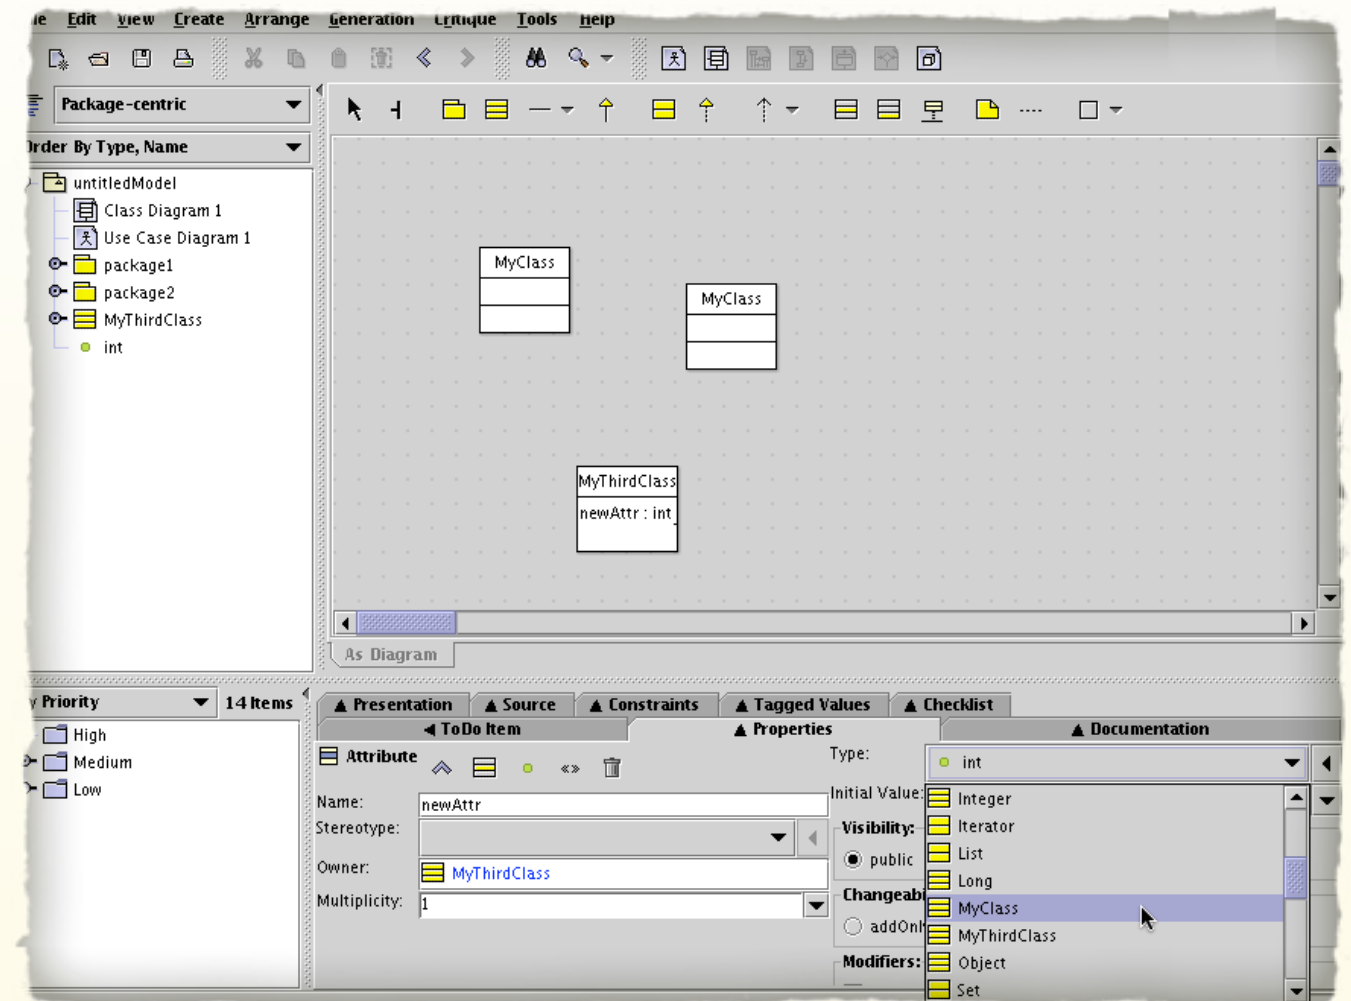 Edit View Create Arrange Generation Critique Tools Help
Package-centric
Order By Type, Name
untitledModel
Class Diagram 1
Use Case Diagram 1
package1
package2
MyThirdClass
int
MyClass
MyClass
MyThirdClass
newAttr : int
As Diagram
Priority
14 Items
High
Medium
Low
Presentation
Source
Constraints
Tagged Values
Checklist
ToDo Item
Properties
Documentation
Attribute
Name:
newAttr
Stereotype:
Owner:
MyThirdClass
Multiplicity:
1
Type:
int
Initial Value:
Visibility:
public
Changeabi
addOnl
Modifiers:
Integer
Iterator
List
Long
MyClass
MyThirdClass
Object
Set